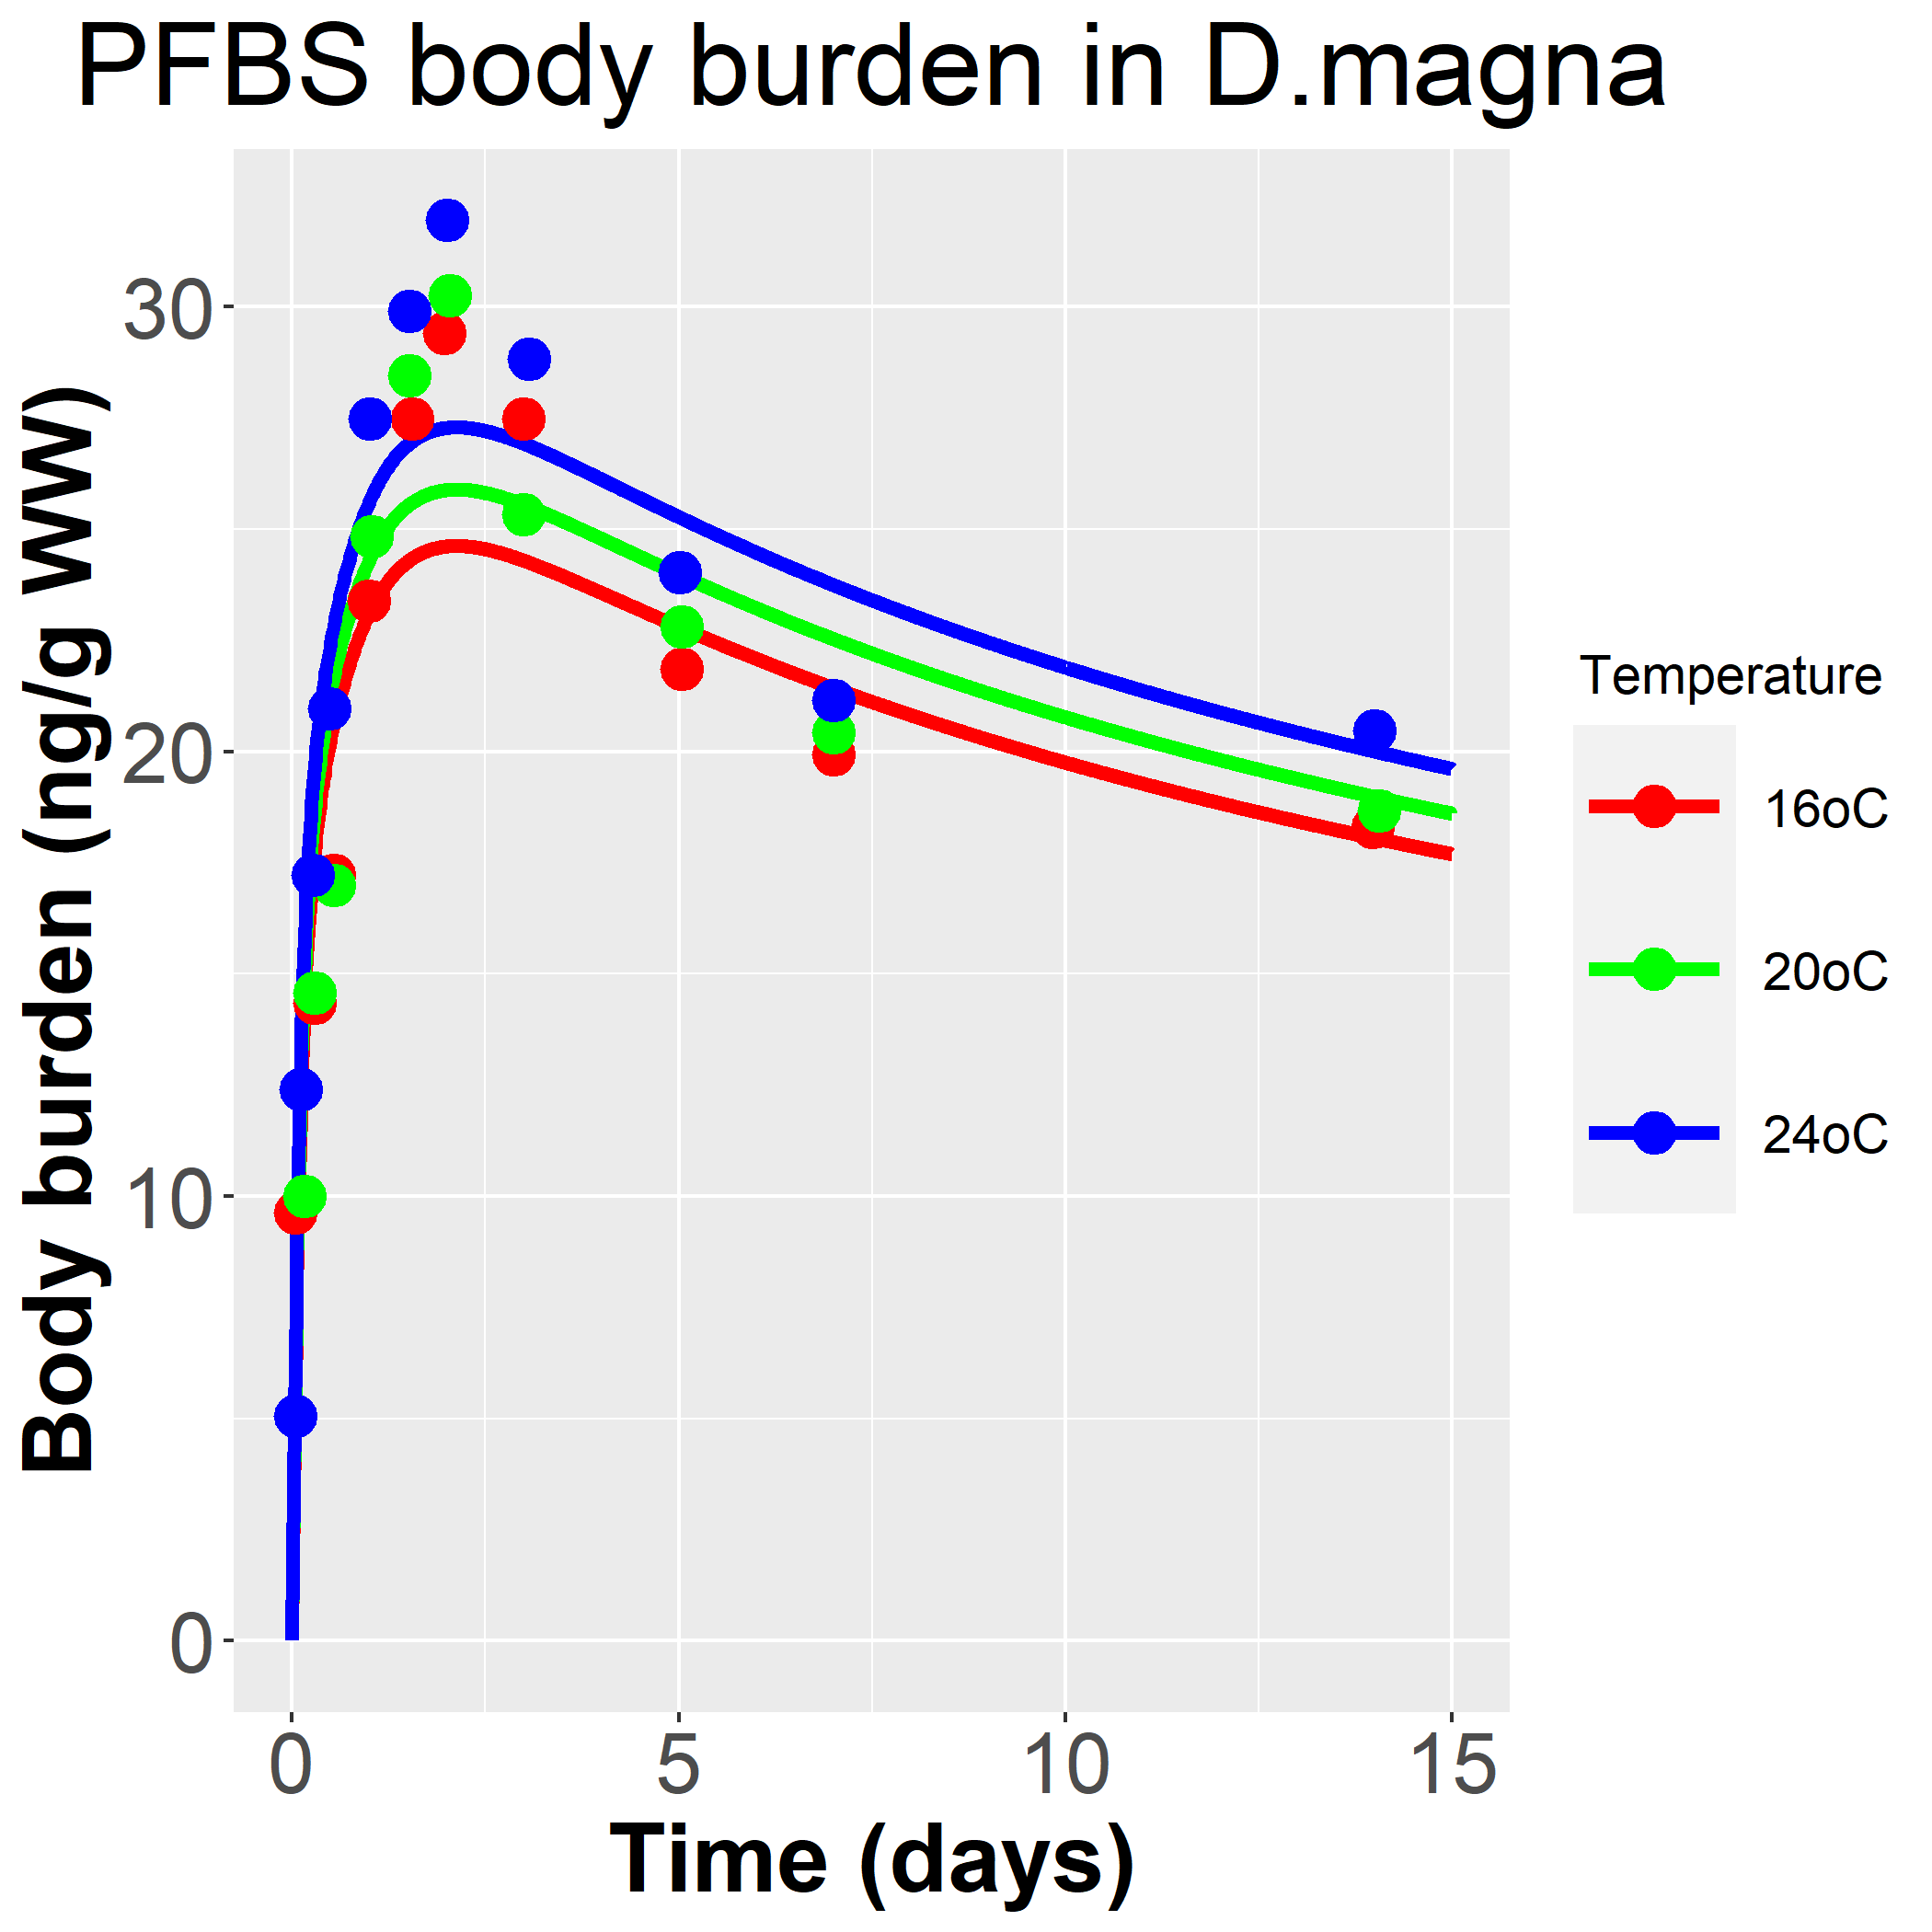 PFBS body burden in D.magna
Body burden (ng/g WW)
30
20
10
0
0 5 10 15
Time (days)
Temperature
16oC
20oC
24oC